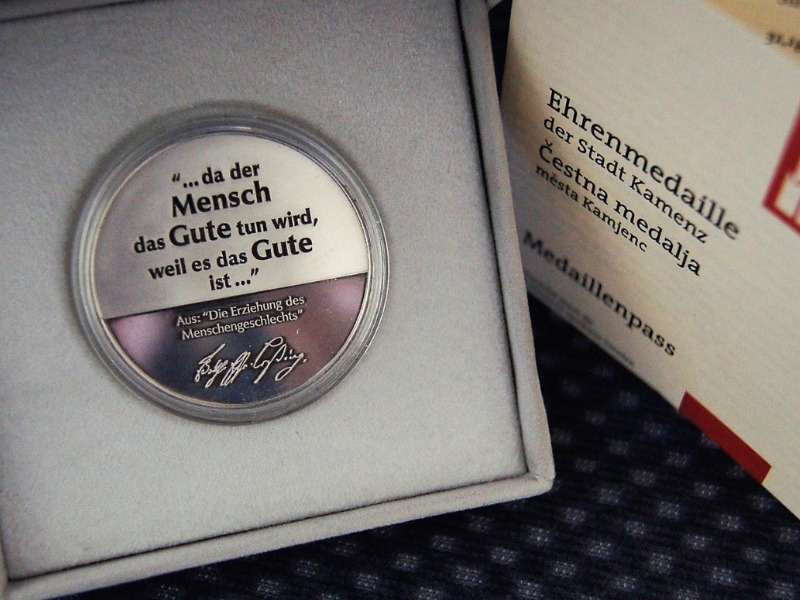 “...da der
Mensch
das Gute tun wird,
weil es das Gute
ist...”
Aus: “Die Erziehung des
Menschengeschlechts”
Ehrenmedaille
der Stadt Kamenz
Čestna medalja
města Kamjenc
Medaillenpass